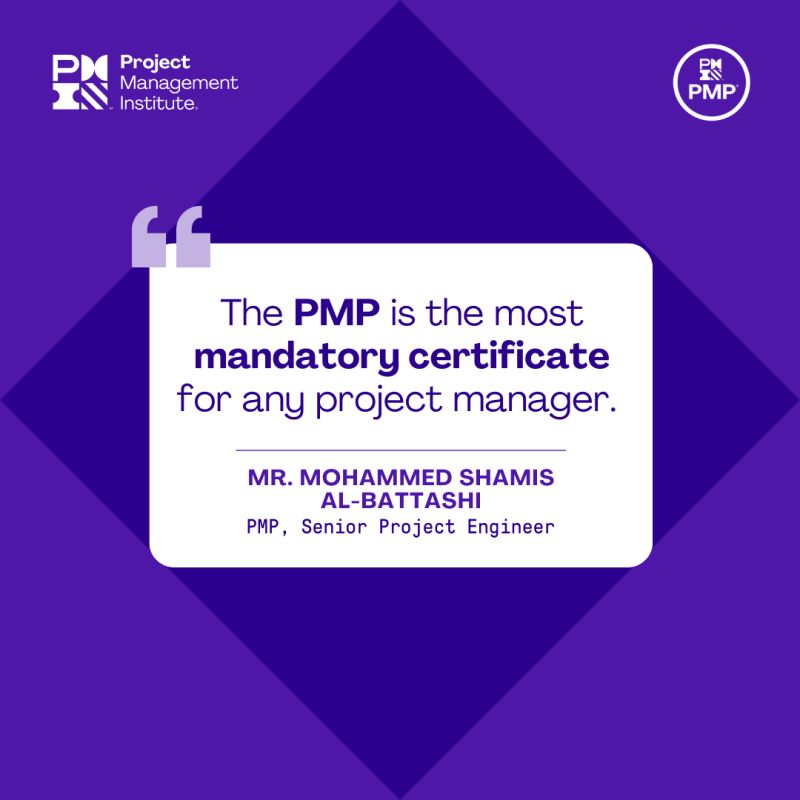 Project
Management
Institute.
PMP
The PMP is the most
mandatory certificate
for any project manager.
MR. MOHAMMED SHAMIS
AL-BATTASHI
PMP, Senior Project Engineer